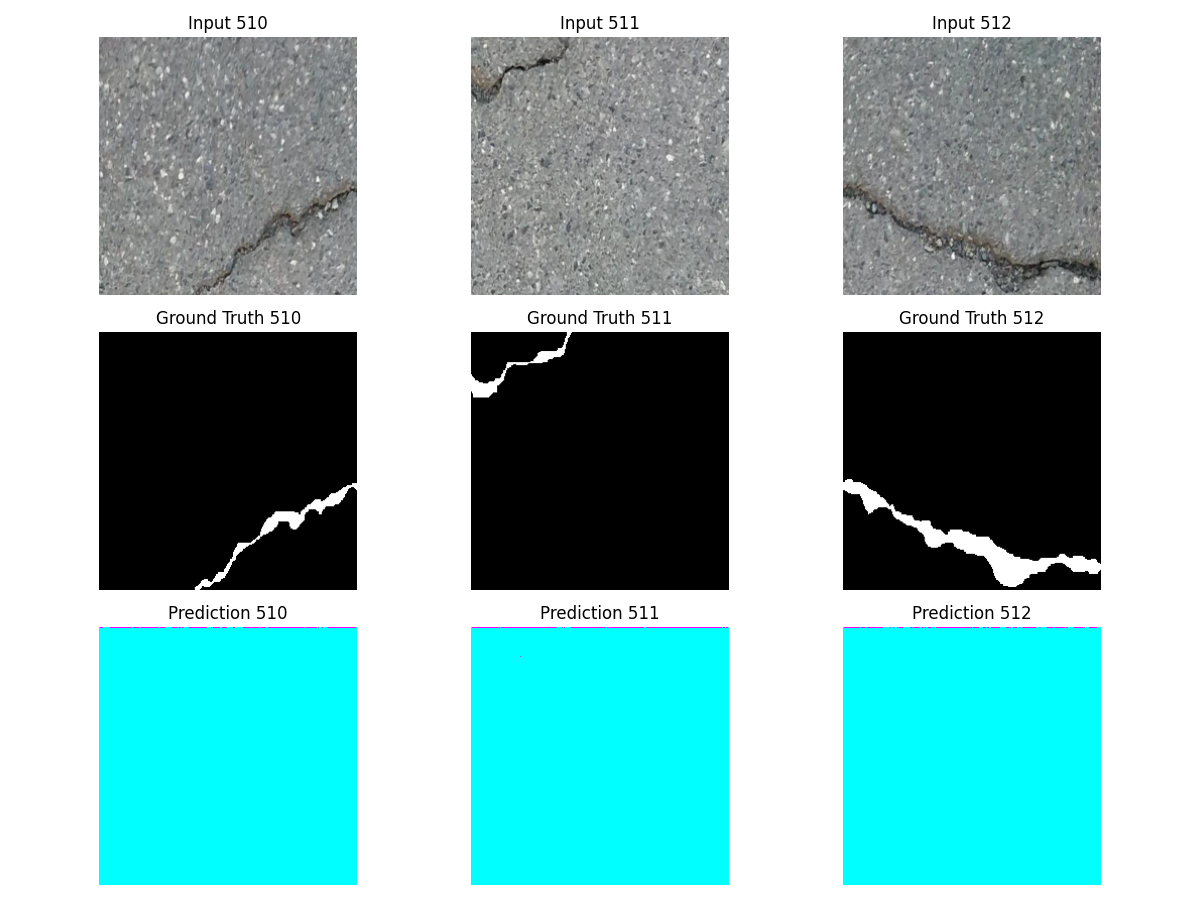 Input 510
Input 511
Input 512
Ground Truth 510
Ground Truth 511
Ground Truth 512
Prediction 510
Prediction 511
Prediction 512